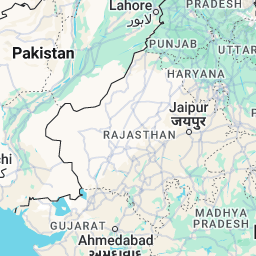 PRADESH
Lahore
لاہور
Pakistan
PUNJAB
UTTAR
HARYANA
Jaipur
जयपुर
RAJASTHAN
MADHYA
PRADESH
GUJARAT
Ahmedabad